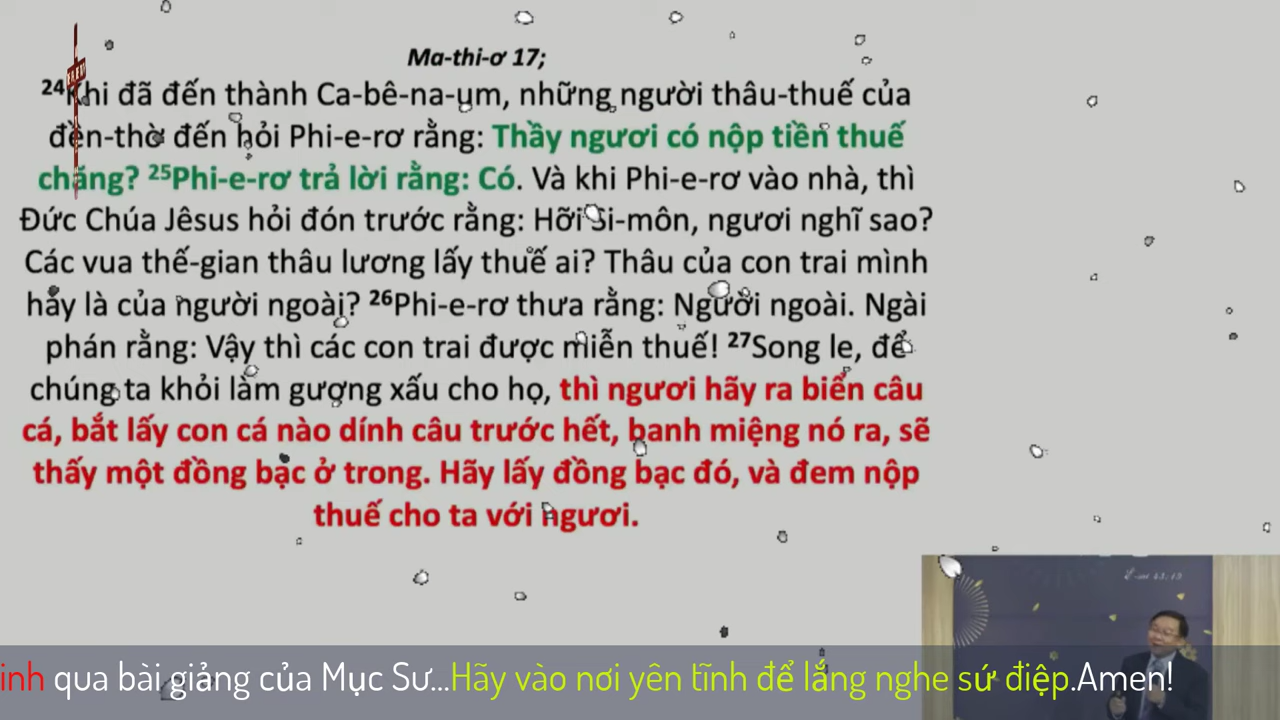 Ma-thi-ơ 17;
²⁴Khi đã đến thành Ca-bê-na-um, những người thâu-thuế của
đền-thờ đến hỏi Phi-e-rơ rằng: Thầy ngươi có nộp tiền thuế
chăng? ²⁵Phi-e-rơ trả lời rằng: Có. Và khi Phi-e-rơ vào nhà, thì
Đức Chúa Jêsus hỏi đón trước rằng: Hỡi Si-môn, ngươi nghĩ sao?
Các vua thế-gian thâu lương lấy thuế ai? Thâu của con trai mình
hay là của người ngoài? ²⁶Phi-e-rơ thưa rằng: Người ngoài. Ngài
phán rằng: Vậy thì các con trai được miễn thuế! ²⁷Song le, để
chúng ta khỏi làm gương xấu cho họ, thì ngươi hãy ra biển câu
cá, bắt lấy con cá nào dính câu trước hết, banh miệng nó ra, sẽ
thấy một đồng bạc ở trong. Hãy lấy đồng bạc đó, và đem nộp
thuế cho ta với ngươi.
inh qua bài giảng của Mục Sư...Hãy vào nơi yên tĩnh để lắng nghe sứ điệp.Amen!